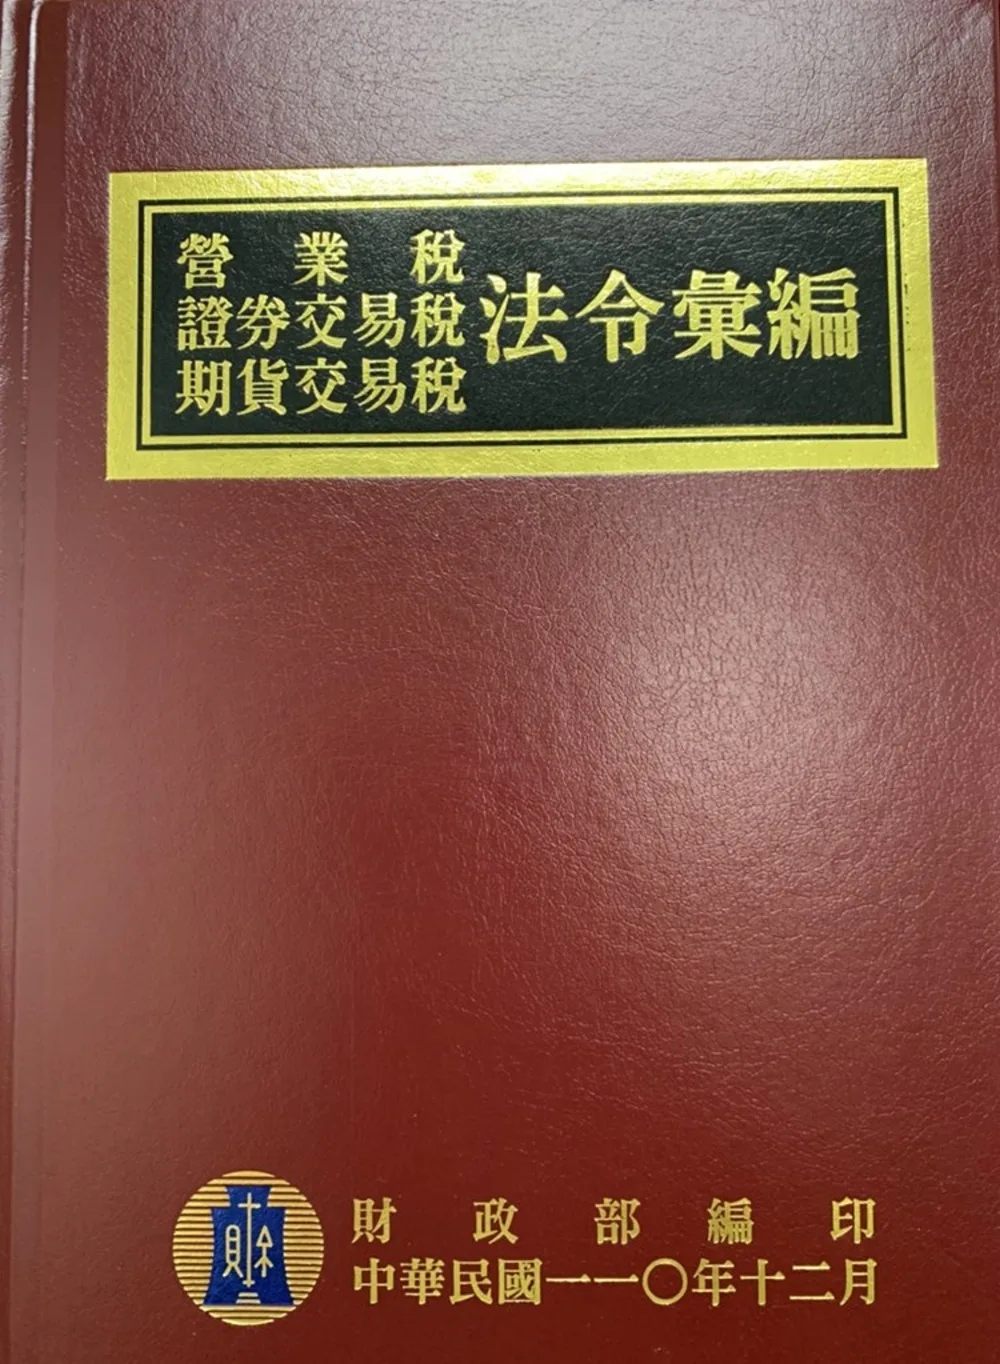 營業稅
證券交易稅
期貨交易稅
法令彙編
財政部編印
中華民國一一〇年十二月